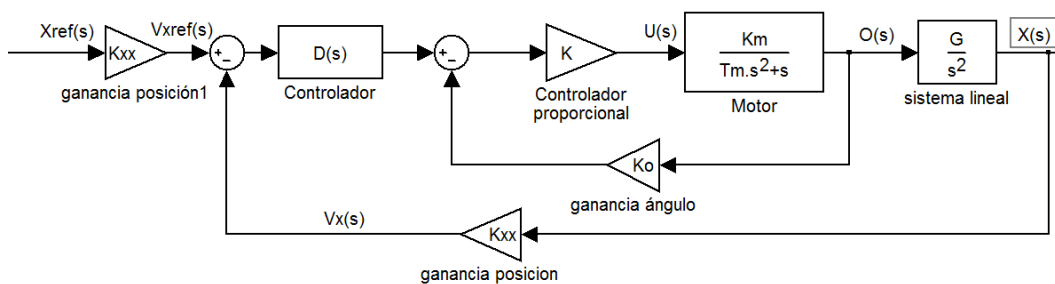 Xref(s)
Kxx
ganancia posición1
Vxref(s)
+
−
D(s)
Controlador
+
−
K
Controlador
proporcional
U(s)
Km
Tm.s²+s
Motor
O(s)
G
s²
sistema lineal
X(s)
Ko
ganancia ángulo
Vx(s)
Kxx
ganancia posicion